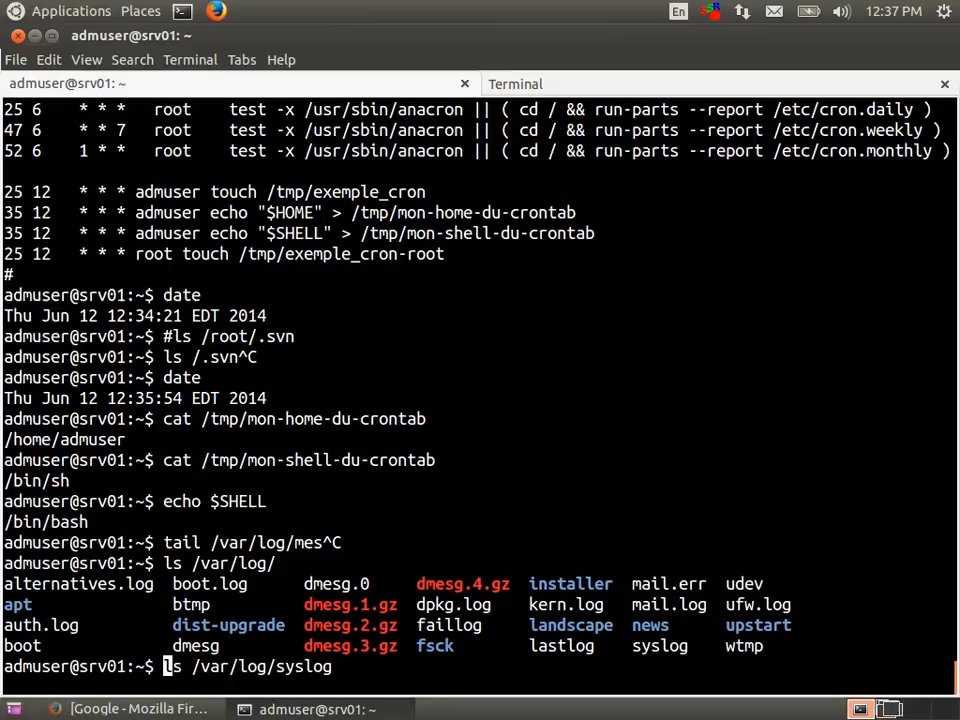 Applications Places En 12:37 PM
admuser@srv01: ~
File Edit View Search Terminal Tabs Help
admuser@srv01: ~ × Terminal ×
25 6 * * * root test -x /usr/sbin/anacron || ( cd / && run-parts --report /etc/cron.daily )
47 6 * * 7 root test -x /usr/sbin/anacron || ( cd / && run-parts --report /etc/cron.weekly )
52 6 1 * * root test -x /usr/sbin/anacron || ( cd / && run-parts --report /etc/cron.monthly )
25 12 * * * admuser touch /tmp/exemple_cron
35 12 * * * admuser echo "$HOME" > /tmp/mon-home-du-crontab
35 12 * * * admuser echo "$SHELL" > /tmp/mon-shell-du-crontab
25 12 * * * root touch /tmp/exemple_cron-root
#
admuser@srv01:~$ date
Thu Jun 12 12:34:21 EDT 2014
admuser@srv01:~$ #ls /root/.svn
admuser@srv01:~$ ls /.svn^C
admuser@srv01:~$ date
Thu Jun 12 12:35:54 EDT 2014
admuser@srv01:~$ cat /tmp/mon-home-du-crontab
/home/admuser
admuser@srv01:~$ cat /tmp/mon-shell-du-crontab
/bin/sh
admuser@srv01:~$ echo $SHELL
/bin/bash
admuser@srv01:~$ tail /var/log/mes^C
admuser@srv01:~$ ls /var/log/
alternatives.log boot.log dmesg.0 dmesg.4.gz installer mail.err udev
apt btmp dmesg.1.gz dpkg.log kern.log mail.log ufw.log
auth.log dist-upgrade dmesg.2.gz faillog landscape news upstart
boot dmesg dmesg.3.gz fsck lastlog syslog wtmp
admuser@srv01:~$ ls /var/log/syslog
[Google - Mozilla Fir... admuser@srv01: ~